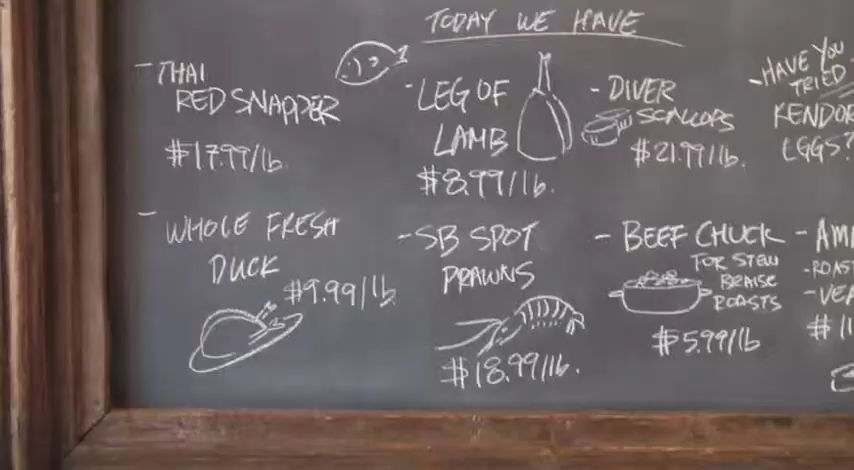 TODAY WE HAVE
- THAI
RED SNAPPER
$17.99/lb.
- LEG OF
LAMB
$8.99/lb.
- DIVER
SCALLOPS
$21.99/lb.
- HAVE YOU
TRIED
KENDOR
EGGS?
- WHOLE FRESH
DUCK
$9.99/lb
- SB SPOT
PRAWNS
$18.99/lb.
- BEEF CHUCK
FOR STEW
BRAISE
ROASTS
$5.99/lb